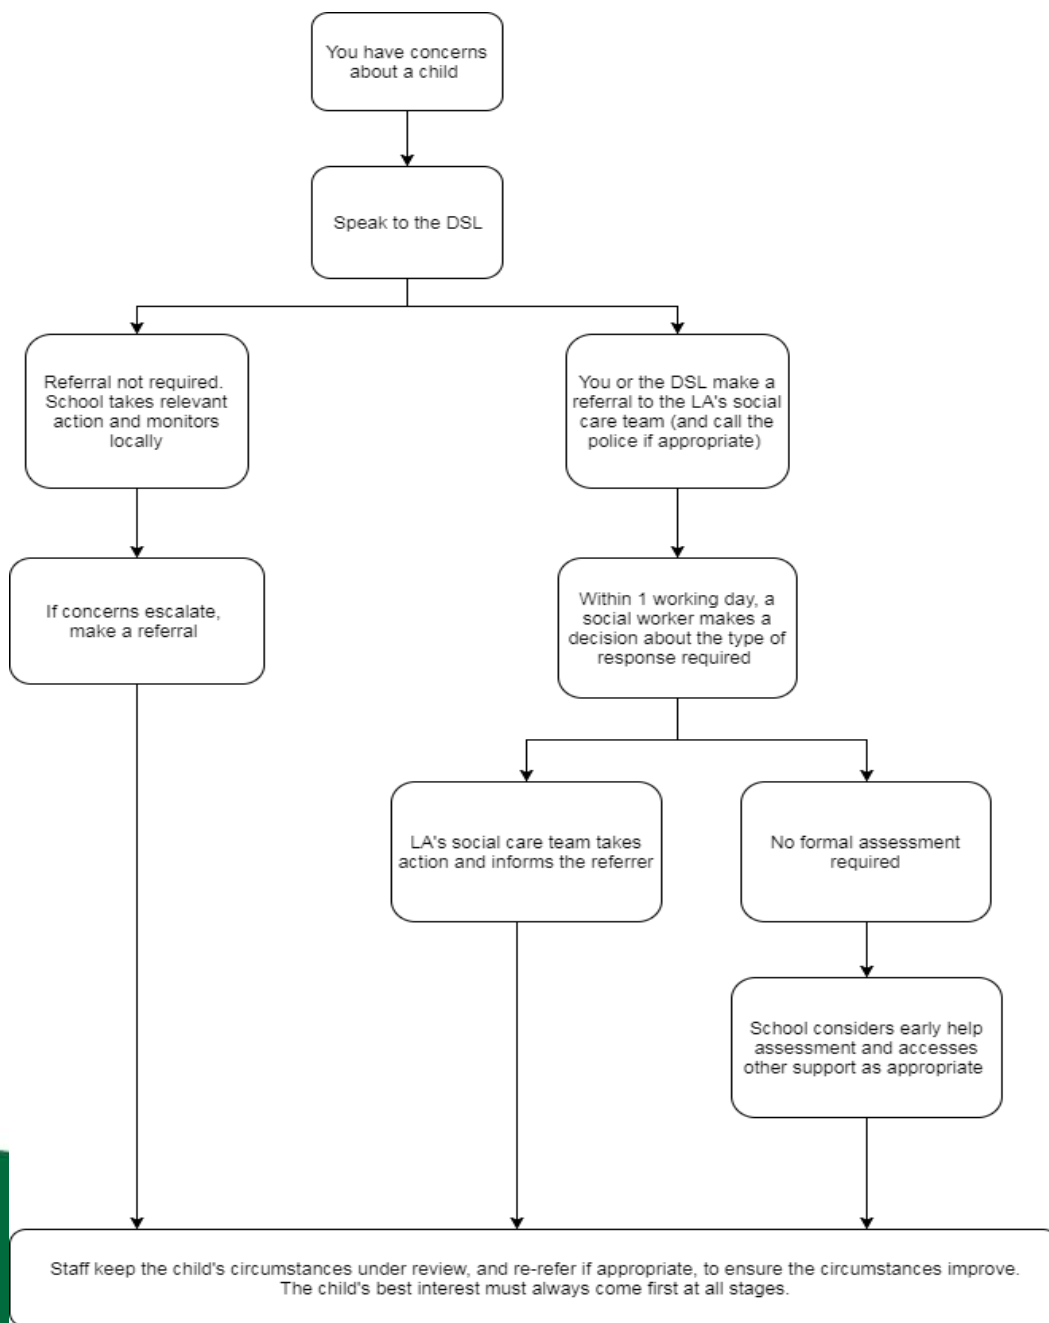 You have concerns
about a child
Speak to the DSL
Referral not required.
School takes relevant
action and monitors
locally
You or the DSL make a
referral to the LA's social
care team (and call the
police if appropriate)
If concerns escalate,
make a referral
Within 1 working day, a
social worker makes a
decision about the type of
response required
LA's social care team takes
action and informs the referrer
No formal assessment
required
School considers early help
assessment and accesses
other support as appropriate
Staff keep the child's circumstances under review, and re-refer if appropriate, to ensure the circumstances improve.
The child's best interest must always come first at all stages.